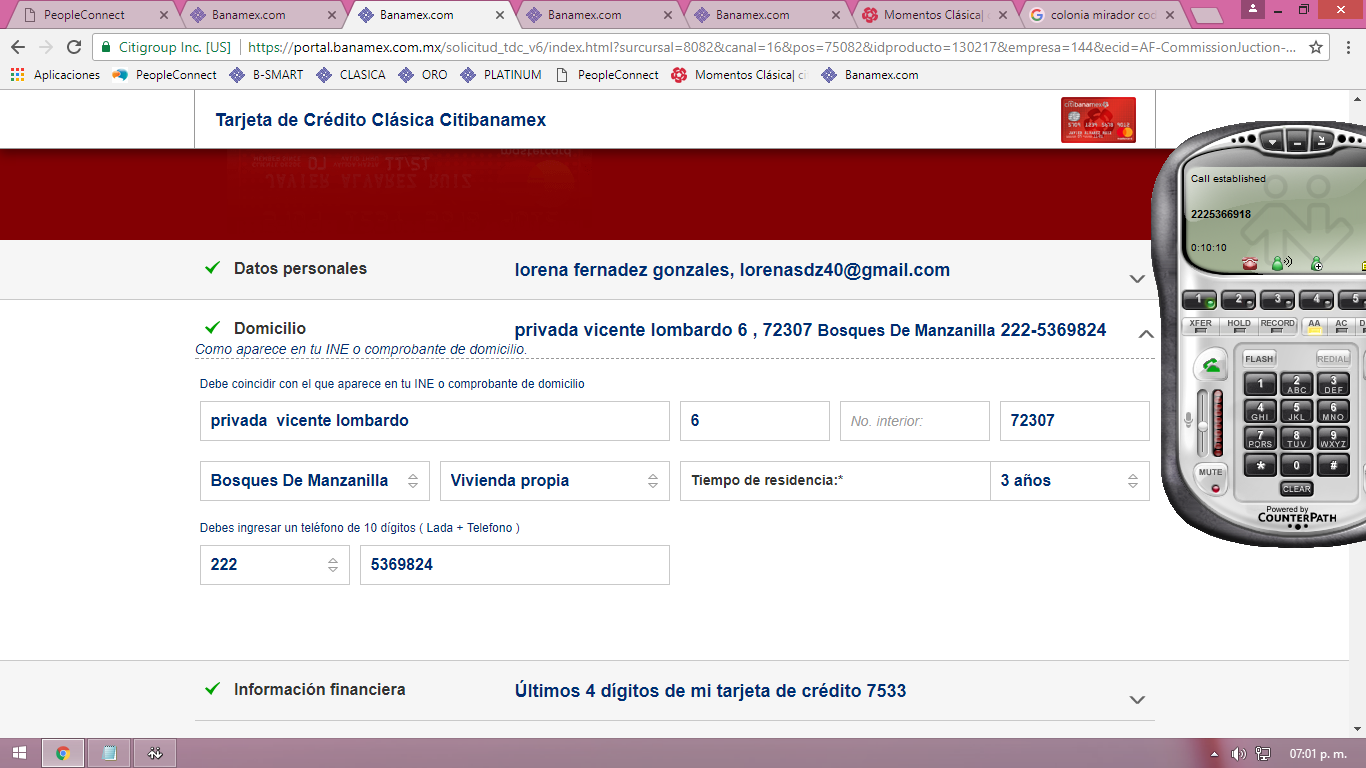 PeopleConnect
Banamex.com
Banamex.com
Banamex.com
Banamex.com
Momentos Clásica|
colonia mirador cod
Citigroup Inc. [US]
https://portal.banamex.com.mx/solicitud_tdc_v6/index.html?surcursal=8082&canal=16&pos=75082&idproducto=130217&empresa=144&ecid=AF-CommissionJuction-...
Aplicaciones PeopleConnect B-SMART CLASICA ORO PLATINUM PeopleConnect Momentos Clásica| ci Banamex.com
Tarjeta de Crédito Clásica Citibanamex
citibanamex
Datos personales lorena fernadez gonzales, lorenasdz40@gmail.com
Domicilio privada vicente lombardo 6 , 72307 Bosques De Manzanilla 222-5369824
Como aparece en tu INE o comprobante de domicilio.
Debe coincidir con el que aparece en tu INE o comprobante de domicilio
privada vicente lombardo 6 No. interior: 72307
Bosques De Manzanilla Vivienda propia Tiempo de residencia:* 3 años
Debes ingresar un teléfono de 10 dígitos ( Lada + Telefono )
222 5369824
Información financiera Últimos 4 dígitos de mi tarjeta de crédito 7533
Call established
2225366918
0:10:10
1 2 3 4 5
XFER HOLD RECORD AA AC
FLASH REDIAL
1 2 ABC 3 DEF
4 GHI 5 JKL 6 MNO
7 PQRS 8 TUV 9 WXYZ
* 0 #
MUTE
CLEAR
Powered by
COUNTERPATH
07:01 p. m.